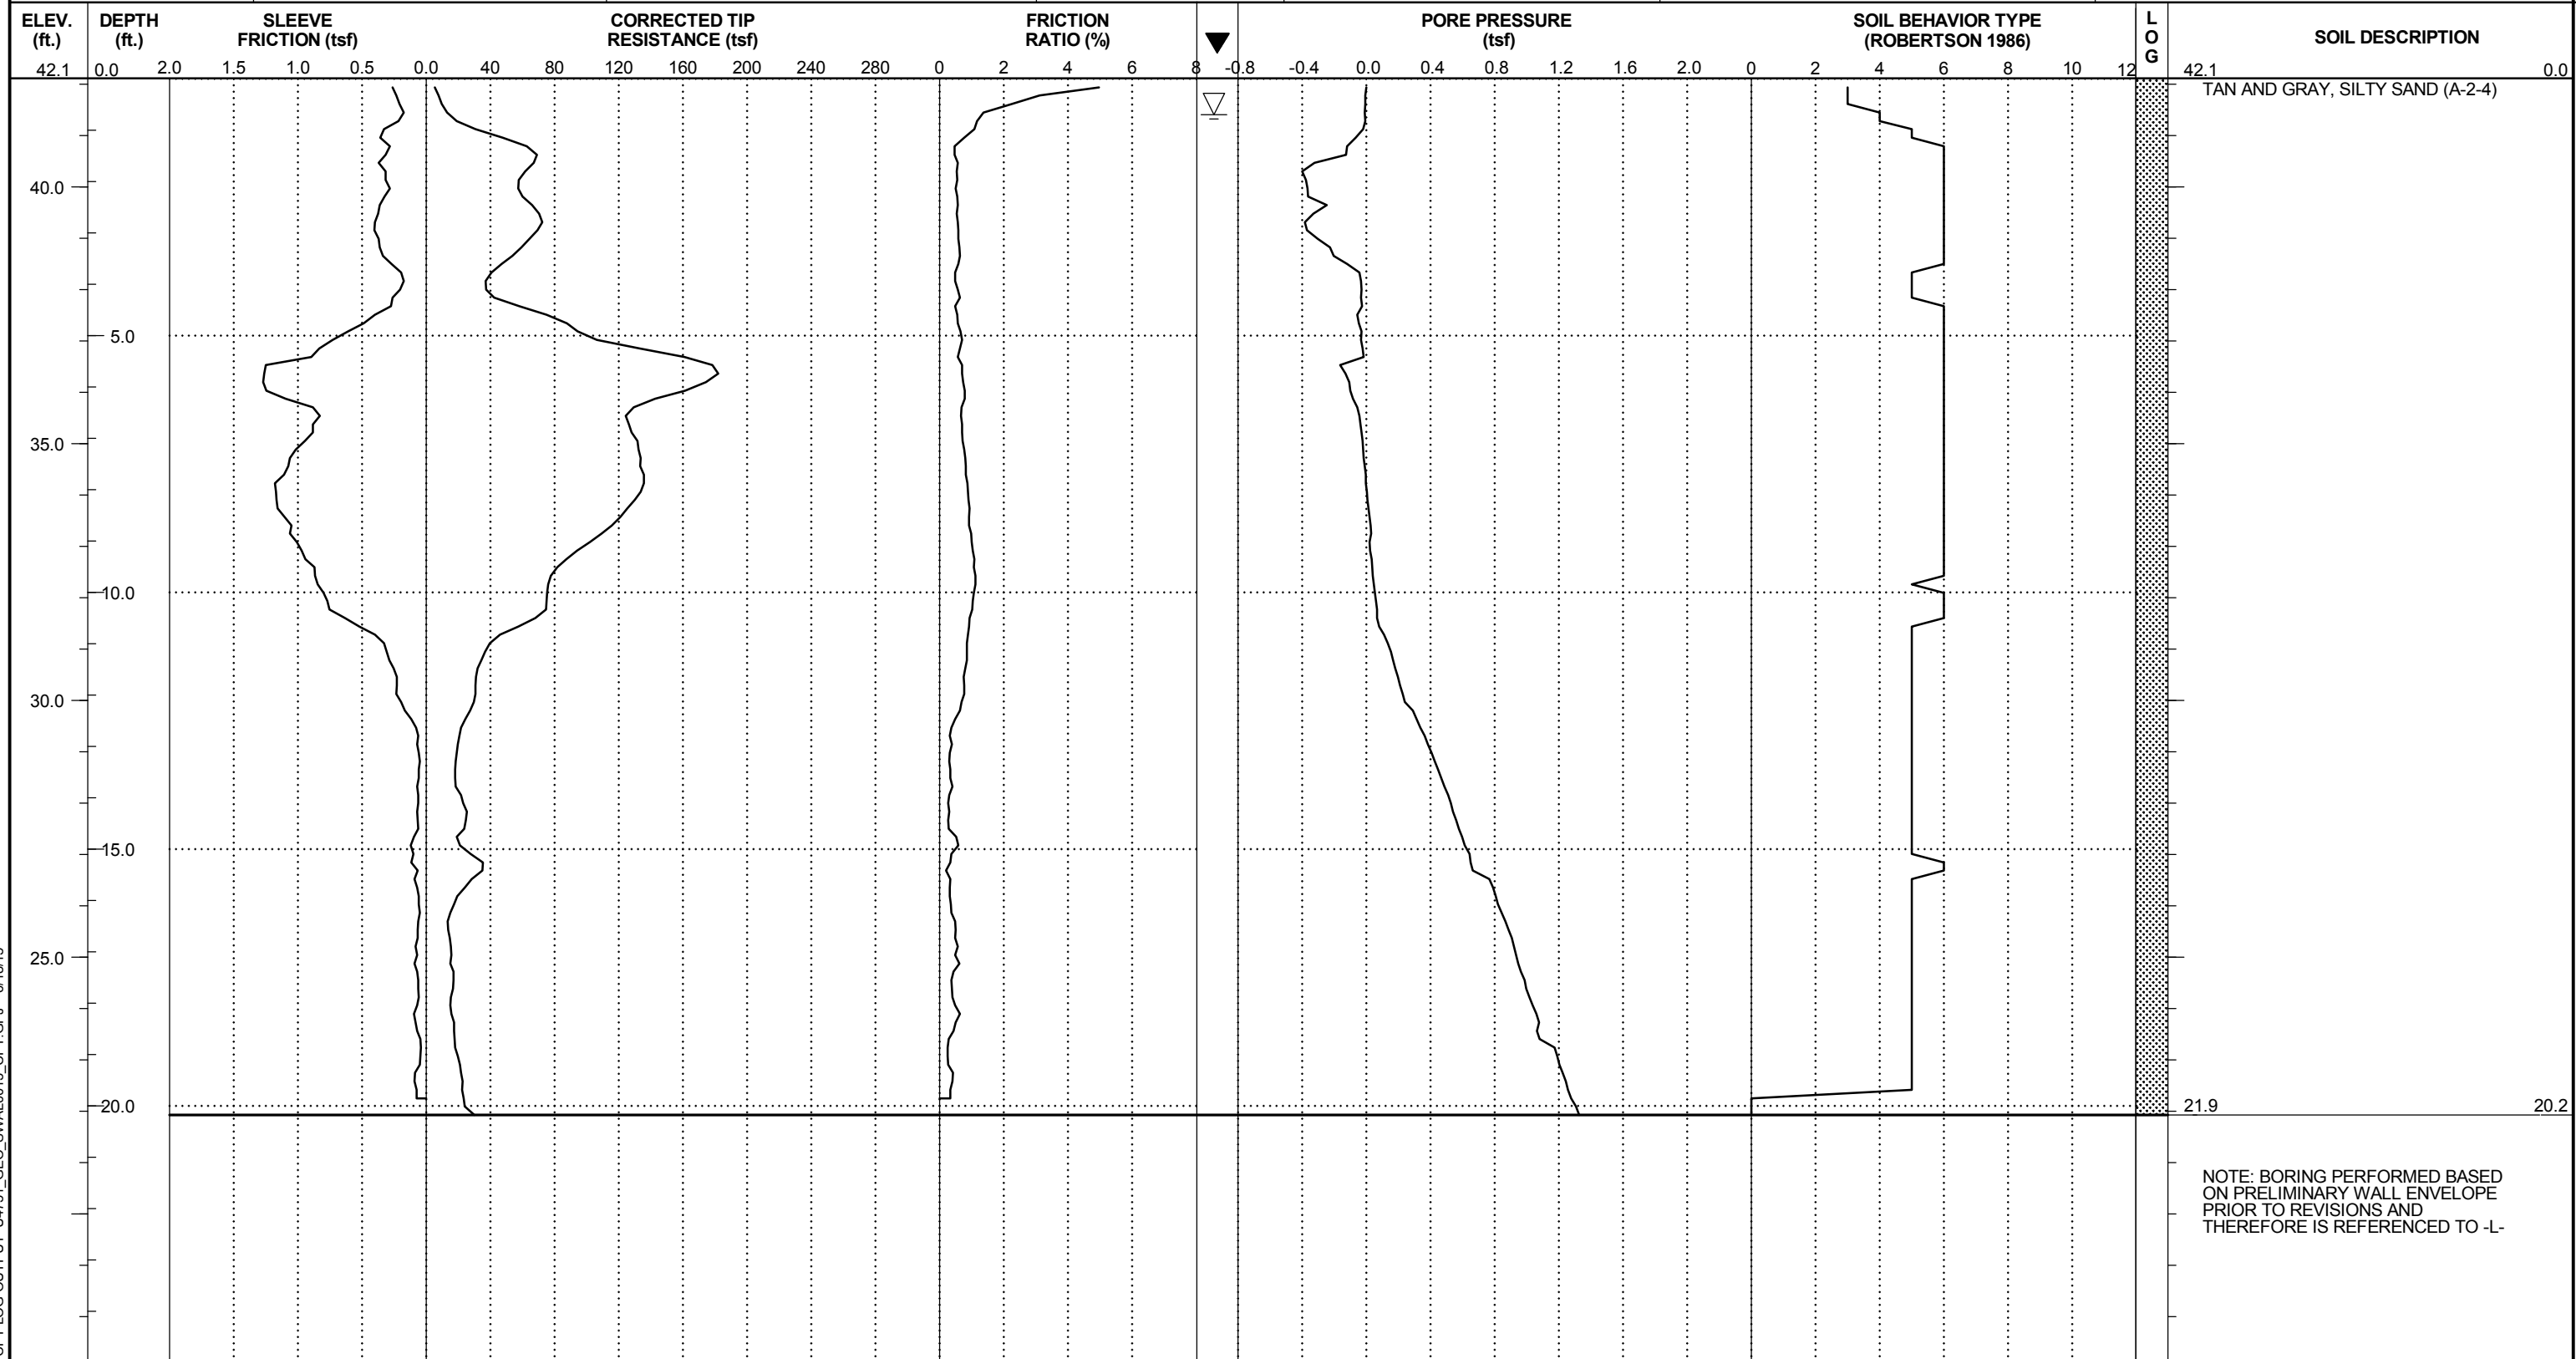 ELEV.
(ft.)
DEPTH
(ft.)
SLEEVE
FRICTION (tsf)
CORRECTED TIP
RESISTANCE (tsf)
FRICTION
RATIO (%)
PORE PRESSURE
(tsf)
SOIL BEHAVIOR TYPE
(ROBERTSON 1986)
L
O
G
SOIL DESCRIPTION
42.1 0.0 2.0 1.5 1.0 0.5 0.0 40 80 120 160 200 240 280 0 2 4 6 8 -0.8 -0.4 0.0 0.4 0.8 1.2 1.6 2.0 0 2 4 6 8 10 12 42.1 0.0
TAN AND GRAY, SILTY SAND (A-2-4)
40.0
5.0
35.0
10.0
30.0
15.0
25.0
20.0
21.9 20.2
NOTE: BORING PERFORMED BASED
ON PRELIMINARY WALL ENVELOPE
PRIOR TO REVISIONS AND
THEREFORE IS REFERENCED TO -L-